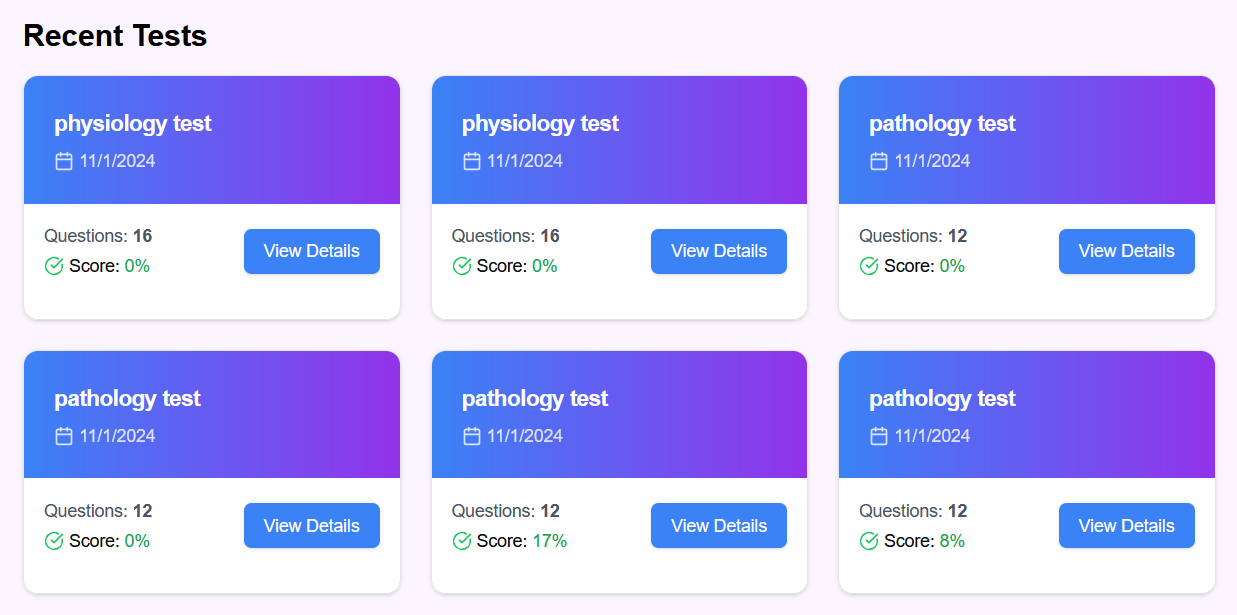 Recent Tests
physiology test
11/1/2024
Questions: 16
Score: 0%
View Details
physiology test
11/1/2024
Questions: 16
Score: 0%
View Details
pathology test
11/1/2024
Questions: 12
Score: 0%
View Details
pathology test
11/1/2024
Questions: 12
Score: 0%
View Details
pathology test
11/1/2024
Questions: 12
Score: 17%
View Details
pathology test
11/1/2024
Questions: 12
Score: 8%
View Details